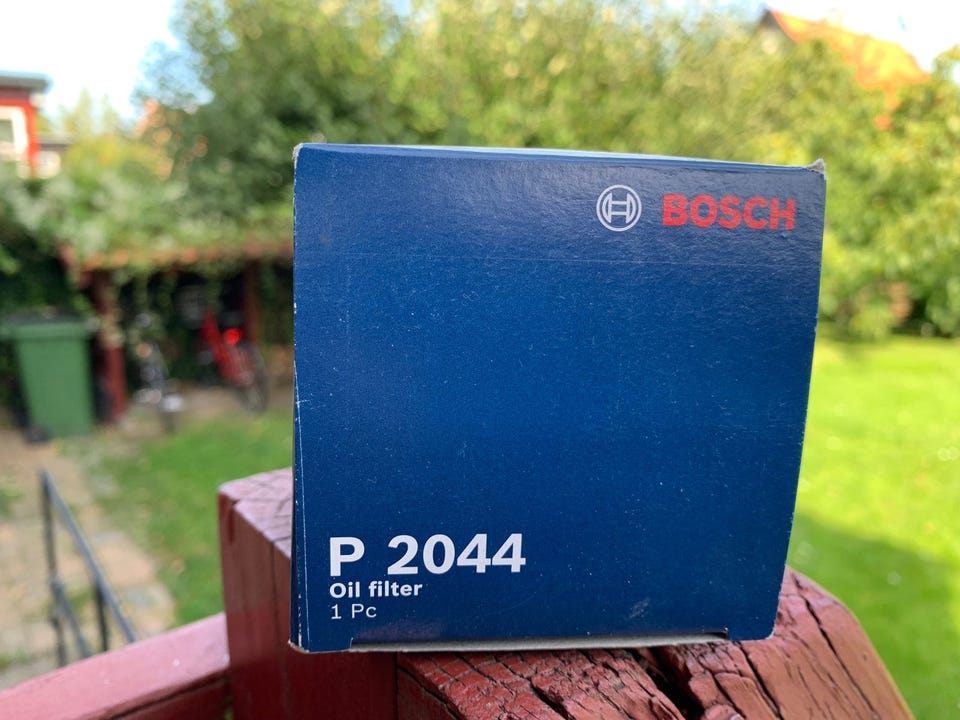 BOSCH
P 2044
Oil filter
1 Pc